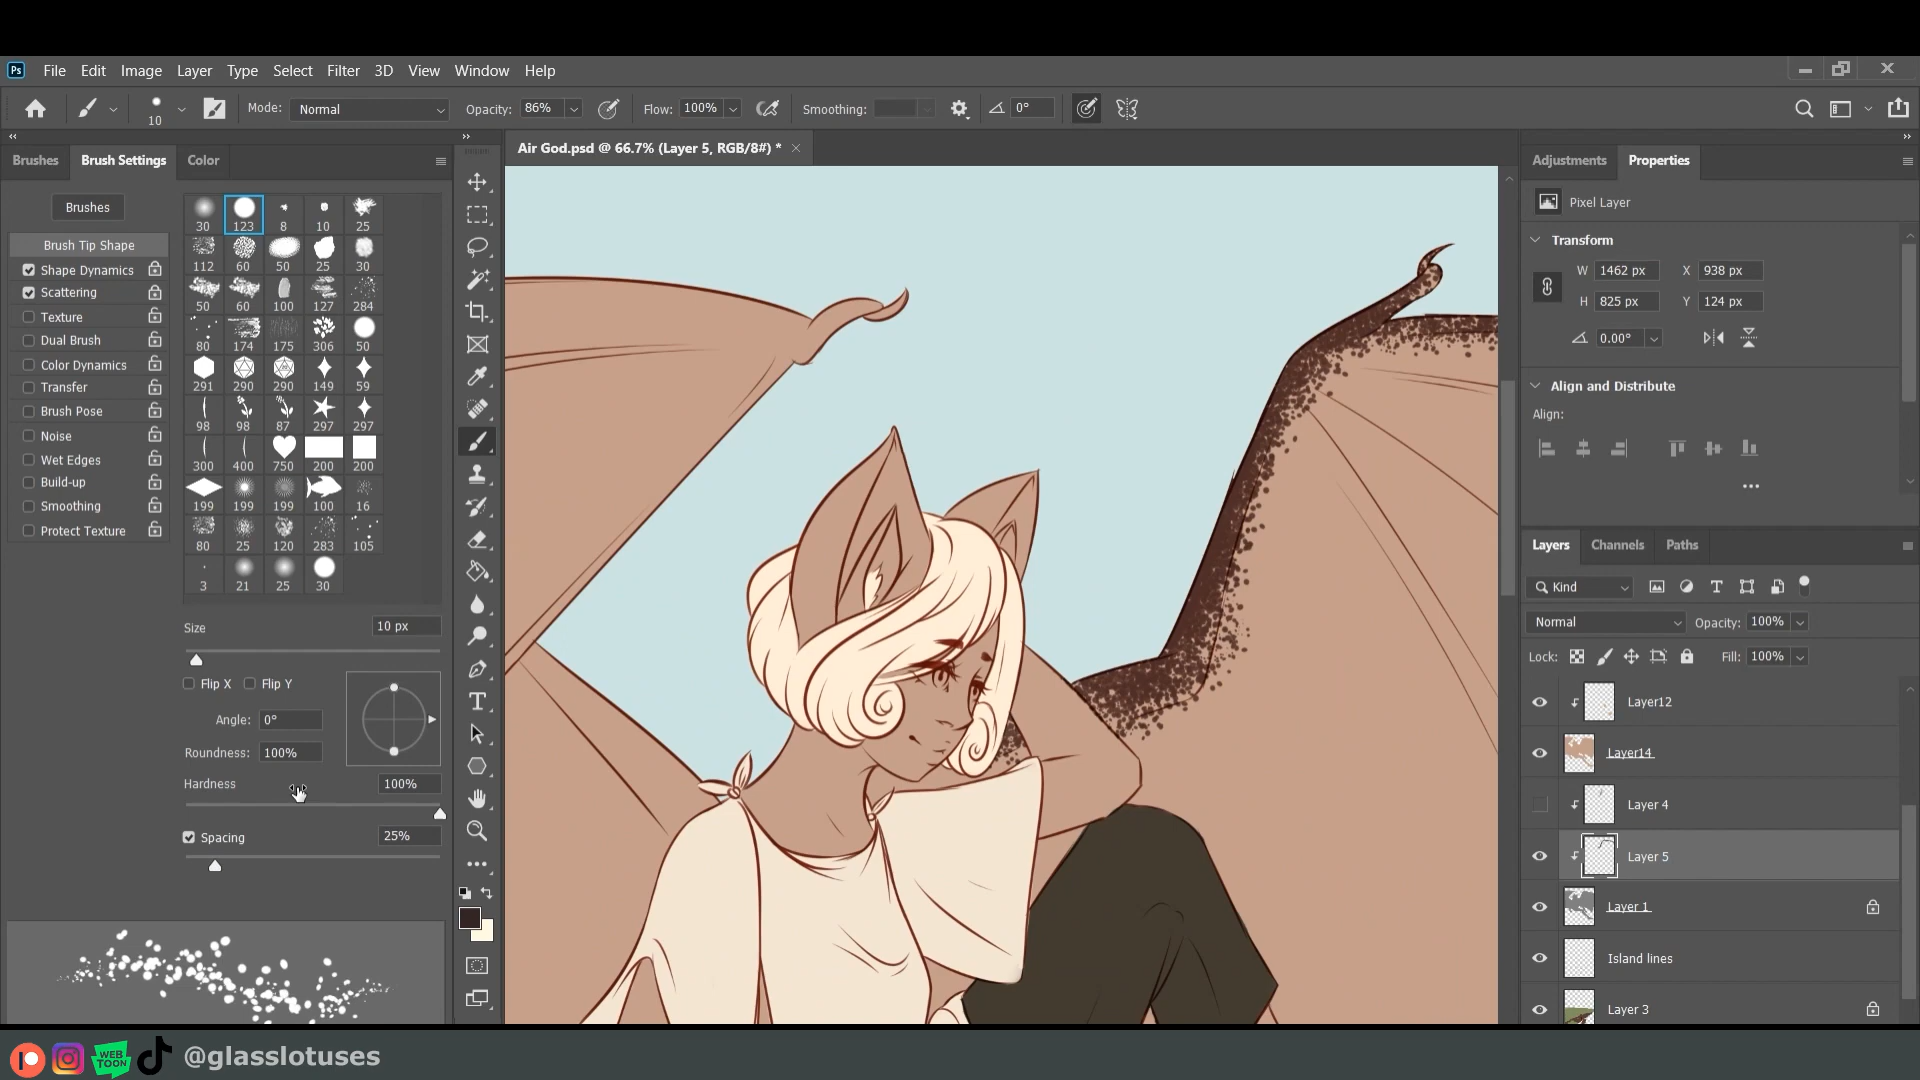 Ps File Edit Image Layer Type Select Filter 3D View Window Help
10 Mode: Normal Opacity: 86% Flow: 100% Smoothing: 0°
Brushes Brush Settings Color
Air God.psd @ 66.7% (Layer 5, RGB/8#) *
Adjustments Properties
Brushes
Brush Tip Shape
Shape Dynamics
Scattering
Texture
Dual Brush
Color Dynamics
Transfer
Brush Pose
Noise
Wet Edges
Build-up
Smoothing
Protect Texture
30 123 8 10 25
112 60 50 25 30
50 60 100 127 284
80 174 175 306 50
291 290 290 149 59
98 98 87 297 297
300 400 750 200 200
199 199 199 100 16
80 25 120 283 105
3 21 25 30
Size 10 px
Flip X Flip Y
Angle: 0°
Roundness: 100%
Hardness 100%
Spacing 25%
Pixel Layer
Transform
W 1462 px X 938 px
H 825 px Y 124 px
0.00°
Align and Distribute
Align:
Layers Channels Paths
Kind
Normal Opacity: 100%
Lock: Fill: 100%
Layer12
Layer14
Layer 4
Layer 5
Layer 1
Island lines
Layer 3
WEB
TOON
@glasslotuses